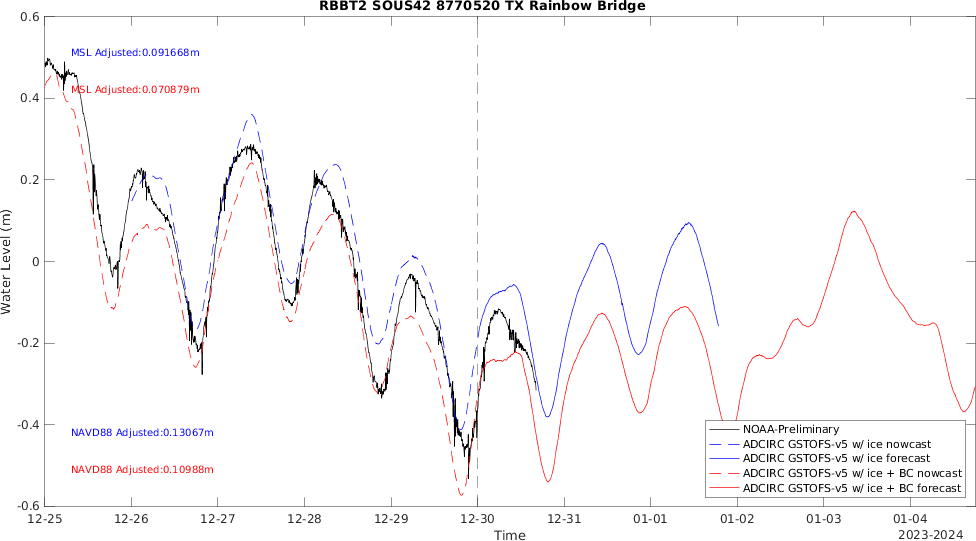 RBBT2 SOUS42 8770520 TX Rainbow Bridge
0.6
MSL Adjusted:0.091668m
MSL Adjusted:0.070879m
0.4
0.2
0
-0.2
-0.4
-0.6
Water Level (m)
NAVD88 Adjusted:0.13067m
NAVD88 Adjusted:0.10988m
NOAA-Preliminary
ADCIRC GSTOFS-v5 w/ ice nowcast
ADCIRC GSTOFS-v5 w/ ice forecast
ADCIRC GSTOFS-v5 w/ ice + BC nowcast
ADCIRC GSTOFS-v5 w/ ice + BC forecast
12-25 12-26 12-27 12-28 12-29 12-30 12-31 01-01 01-02 01-03 01-04
Time
2023-2024